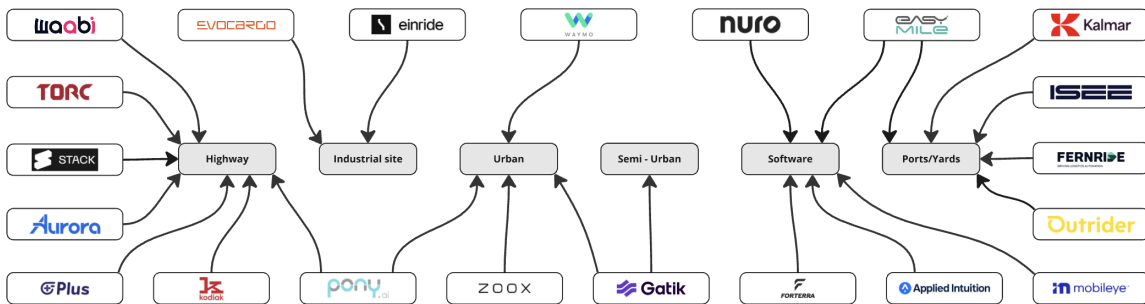 waabi
EVOCARGO
einride
WAYMO
nuro
EASY
MILE
Kalmar
TORC
ISEE
STACK
Highway
Industrial site
Urban
Semi - Urban
Software
Ports/Yards
FERNRIDE
Aurora
Outrider
Plus
kodiak
pony.ai
ZOOX
Gatik
FORTERRA
Applied Intuition
mobileye